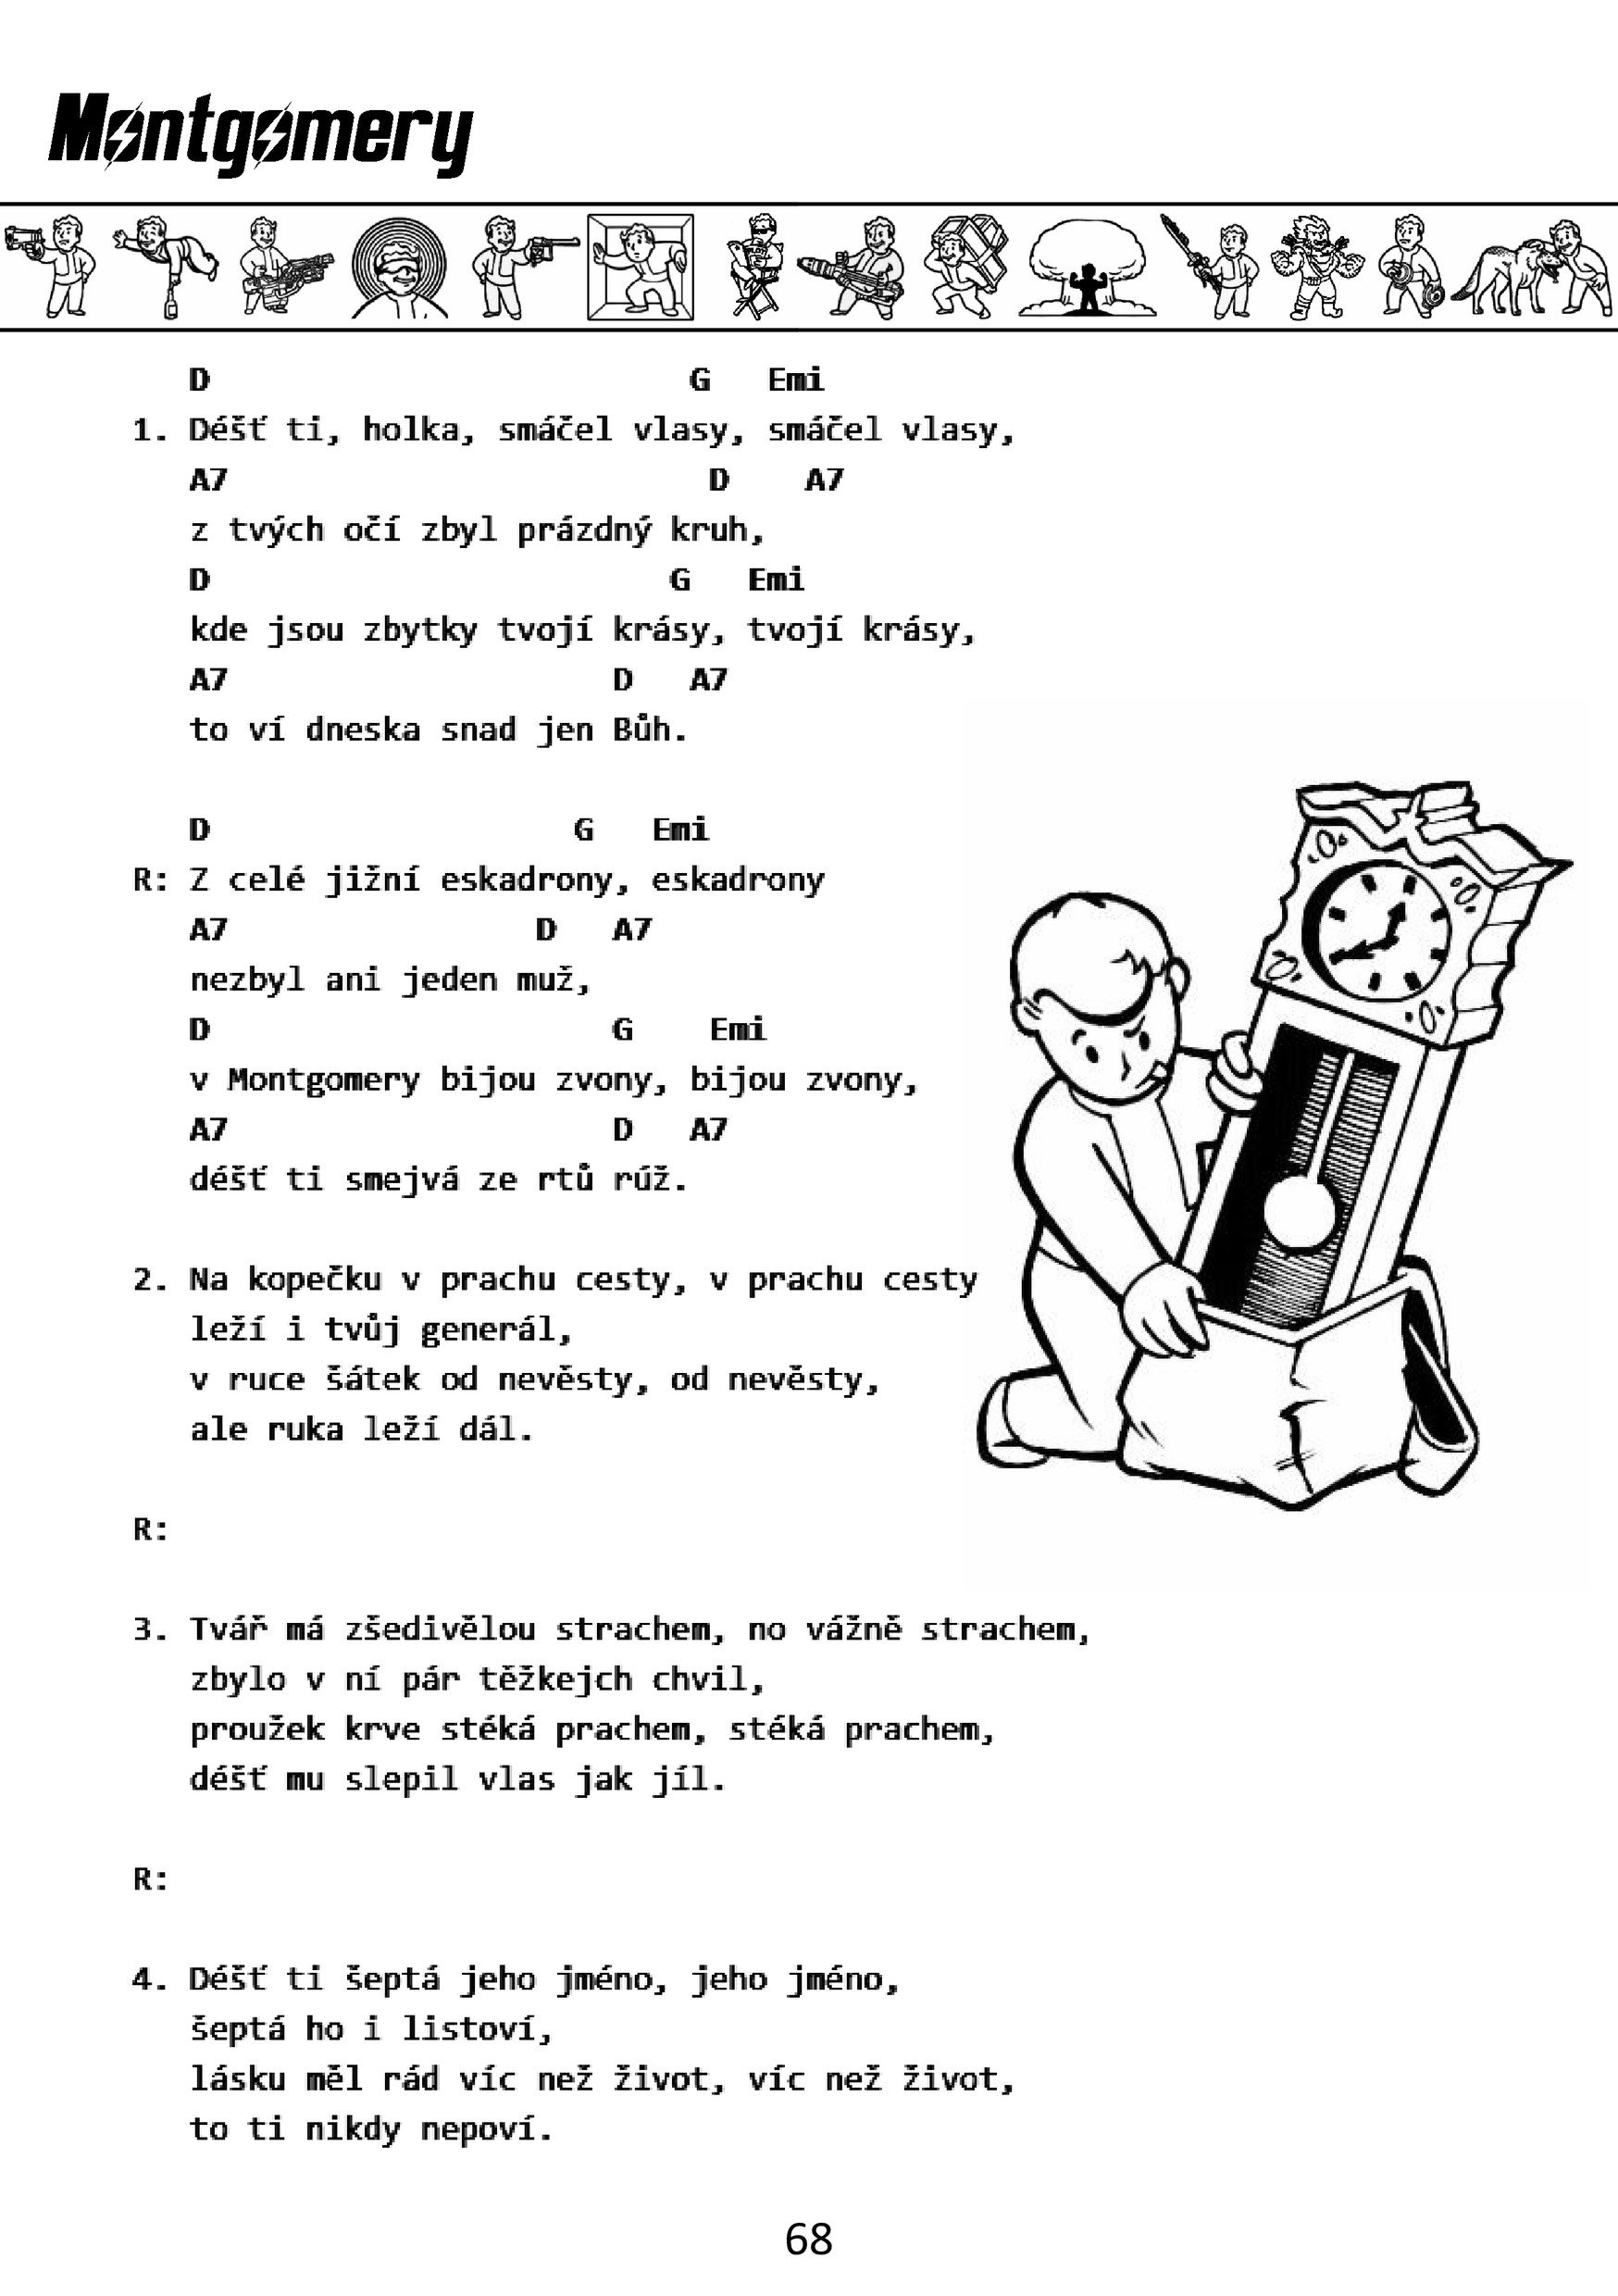 Montgomery
D G Emi
1. Déšť ti, holka, smáčel vlasy, smáčel vlasy,
A7 D A7
z tvých očí zbyl prázdný kruh,
D G Emi
kde jsou zbytky tvojí krásy, tvojí krásy,
A7 D A7
to ví dneska snad jen Bůh.
D G Emi
R: Z celé jižní eskadrony, eskadrony
A7 D A7
nezbyl ani jeden muž,
D G Emi
v Montgomery bijou zvony, bijou zvony,
A7 D A7
déšť ti smejvá ze rtů rúž.
2. Na kopečku v prachu cesty, v prachu cesty
leží i tvůj generál,
v ruce šátek od nevěsty, od nevěsty,
ale ruka leží dál.
R:
3. Tvář má zšedivělou strachem, no vážně strachem,
zbylo v ní pár těžkejch chvil,
proužek krve stéká prachem, stéká prachem,
déšť mu slepil vlas jak jíl.
R:
4. Déšť ti šeptá jeho jméno, jeho jméno,
šeptá ho i listoví,
lásku měl rád víc než život, víc než život,
to ti nikdy nepoví.
68